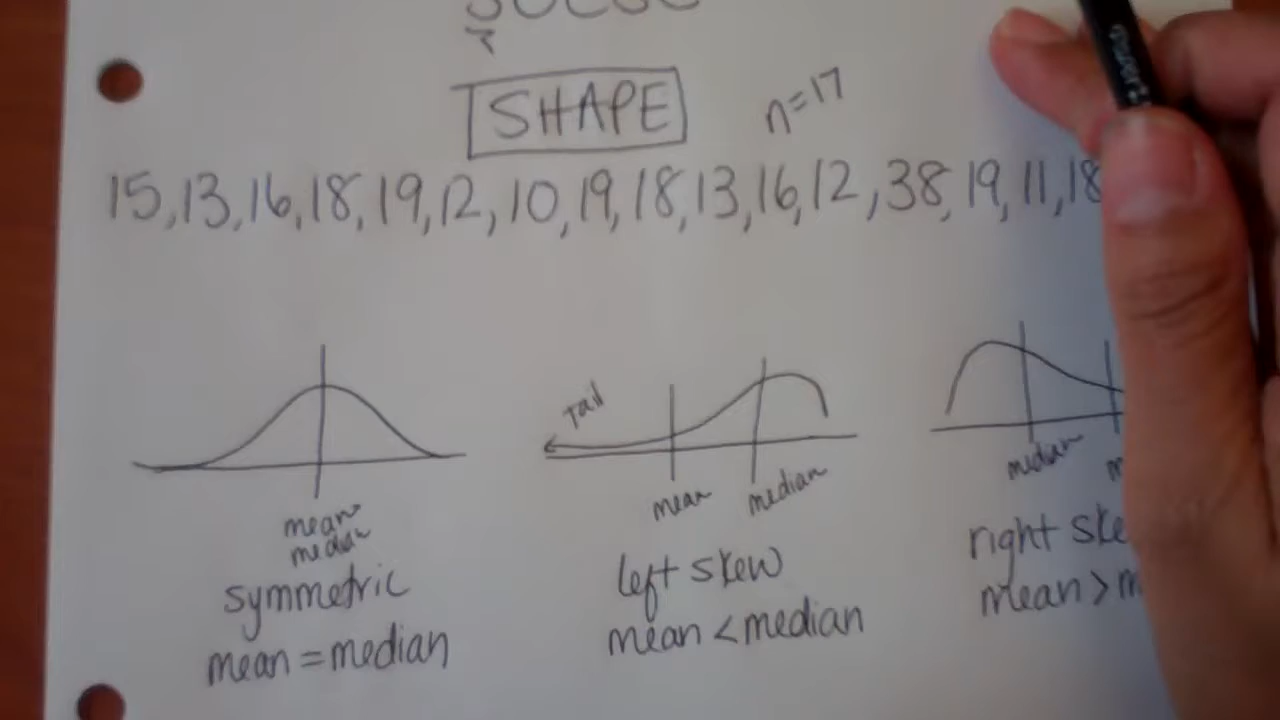 SHAPE
n=17
15, 13, 16, 18, 19, 12, 10, 19, 18, 13, 16, 12, 38, 19, 11, 18
Tail
mean
median
mean
median
median
symmetric
mean = median
left skew
mean < median
right
mean >